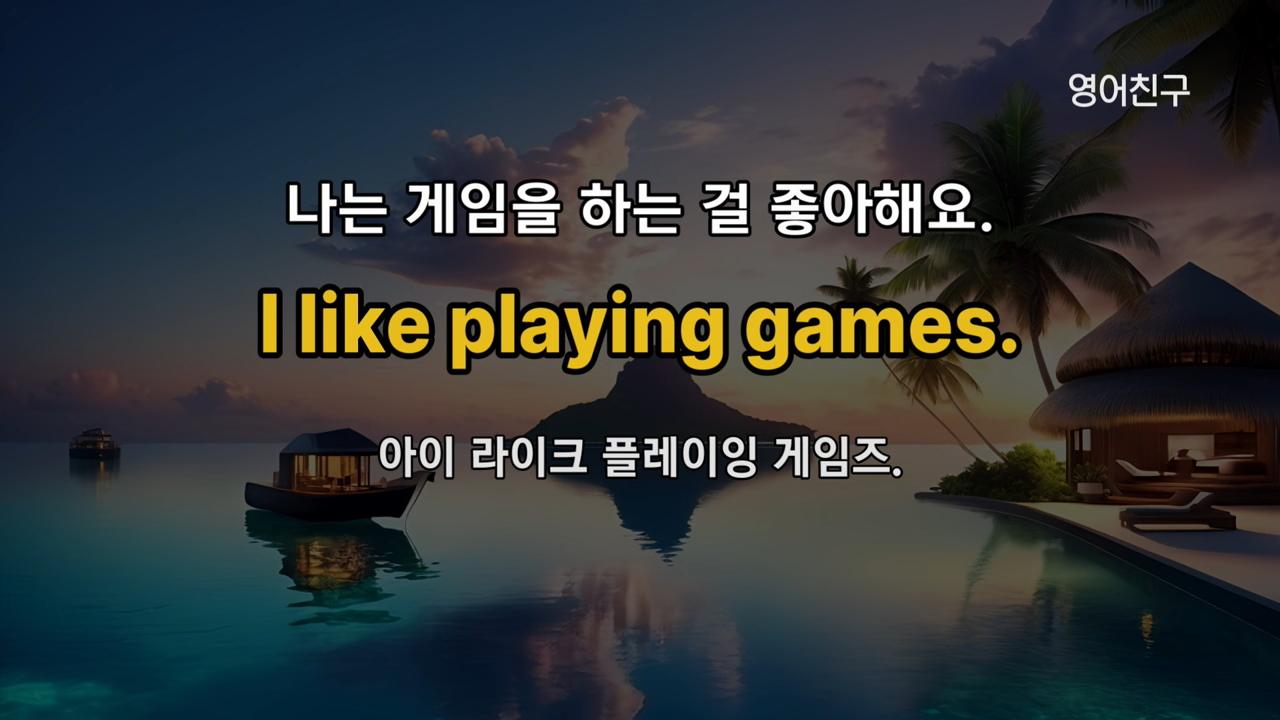 영어친구
나는 게임을 하는 걸 좋아해요.
I like playing games.
아이 라이크 플레이잉 게임즈.